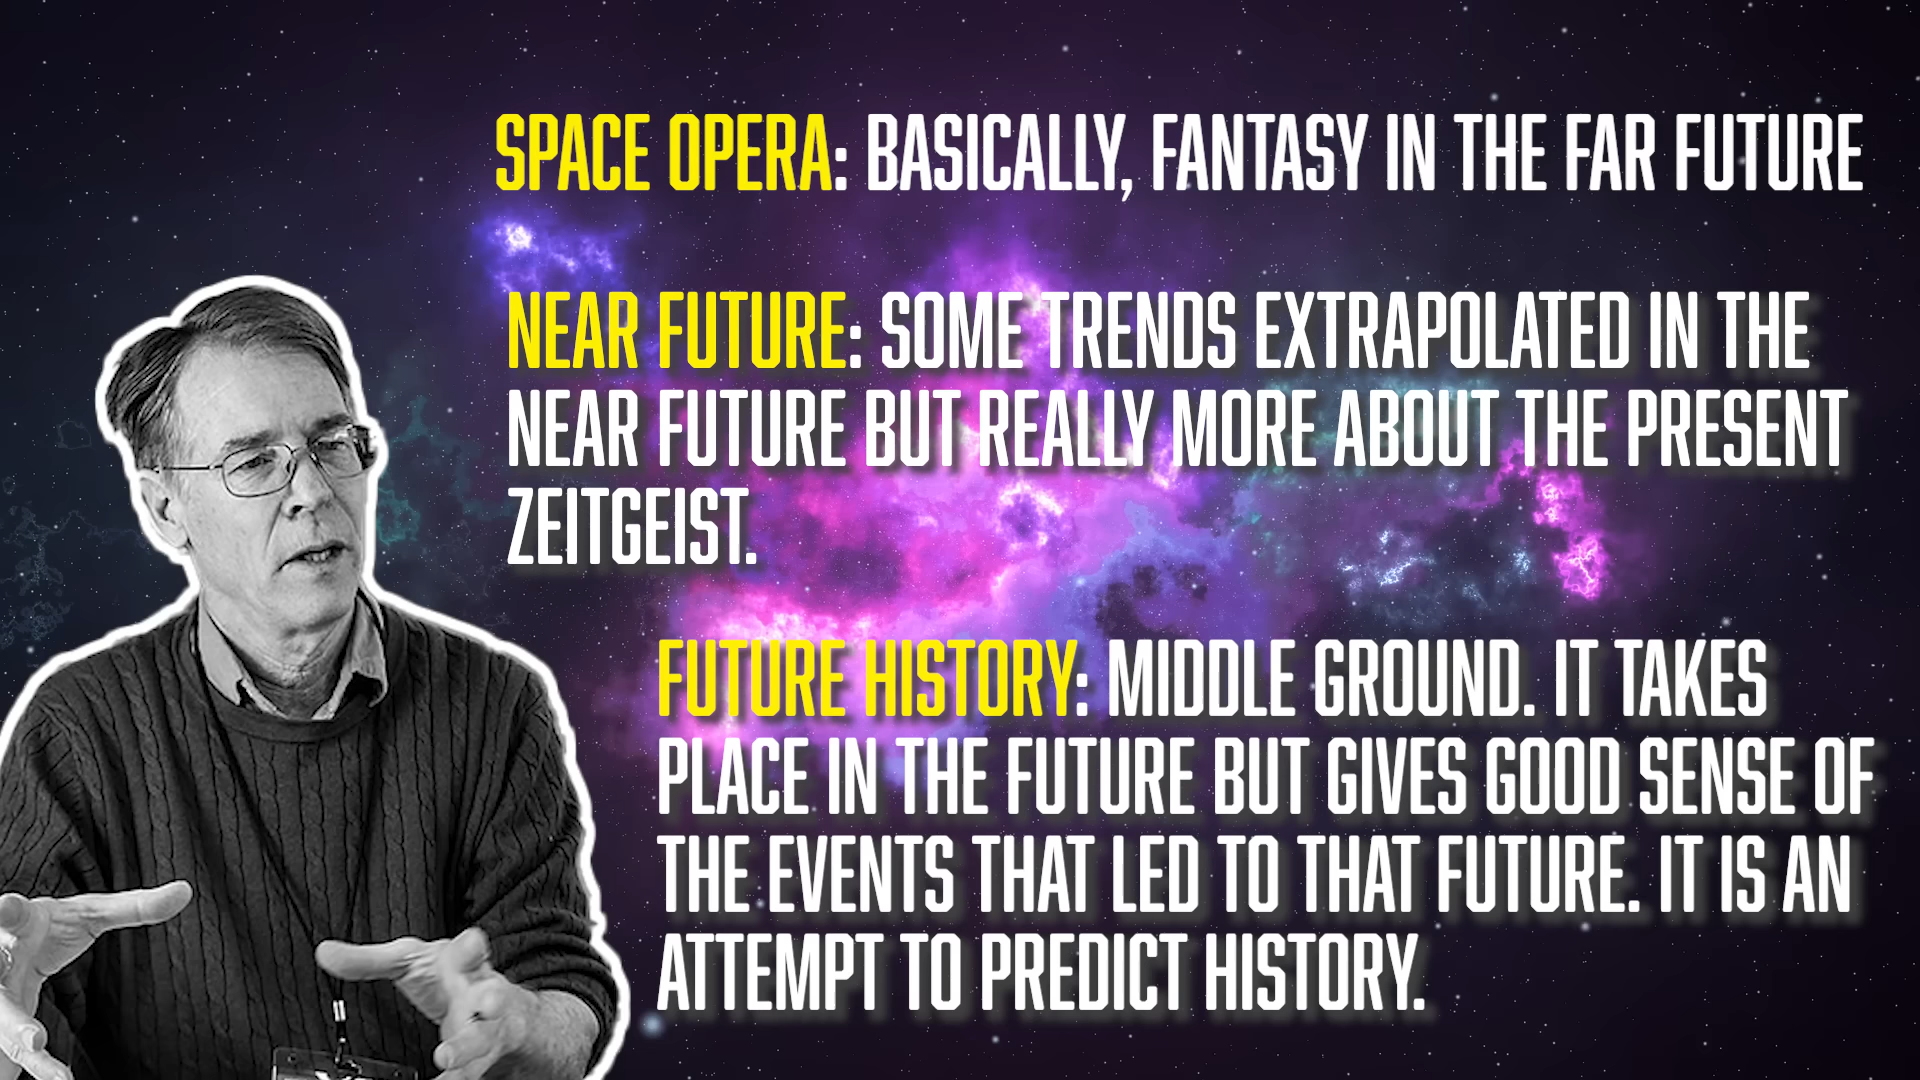 SPACE OPERA: BASICALLY, FANTASY IN THE FAR FUTURE
NEAR FUTURE: SOME TRENDS EXTRAPOLATED IN THE
NEAR FUTURE BUT REALLY MORE ABOUT THE PRESENT
ZEITGEIST.
FUTURE HISTORY: MIDDLE GROUND. IT TAKES
PLACE IN THE FUTURE BUT GIVES GOOD SENSE OF
THE EVENTS THAT LED TO THAT FUTURE. IT IS AN
ATTEMPT TO PREDICT HISTORY.